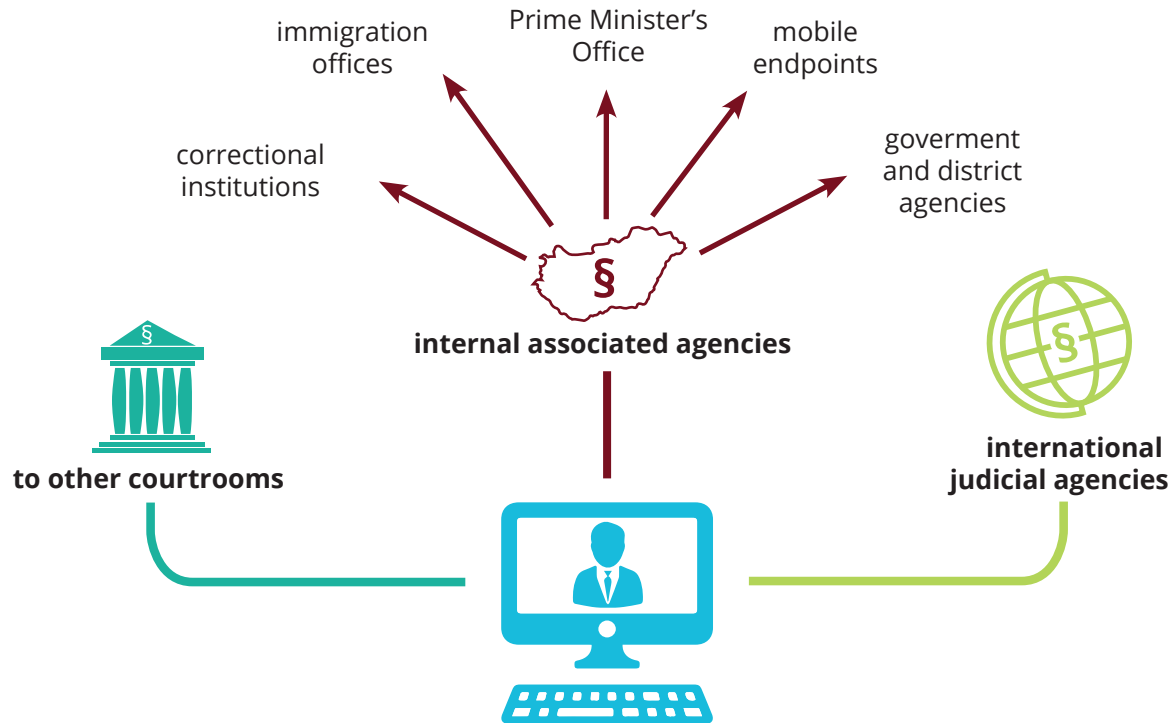 immigration
offices
Prime Minister’s
Office
mobile
endpoints
correctional
institutions
goverment
and district
agencies
§
internal associated agencies
§
to other courtrooms
§
international
judicial agencies